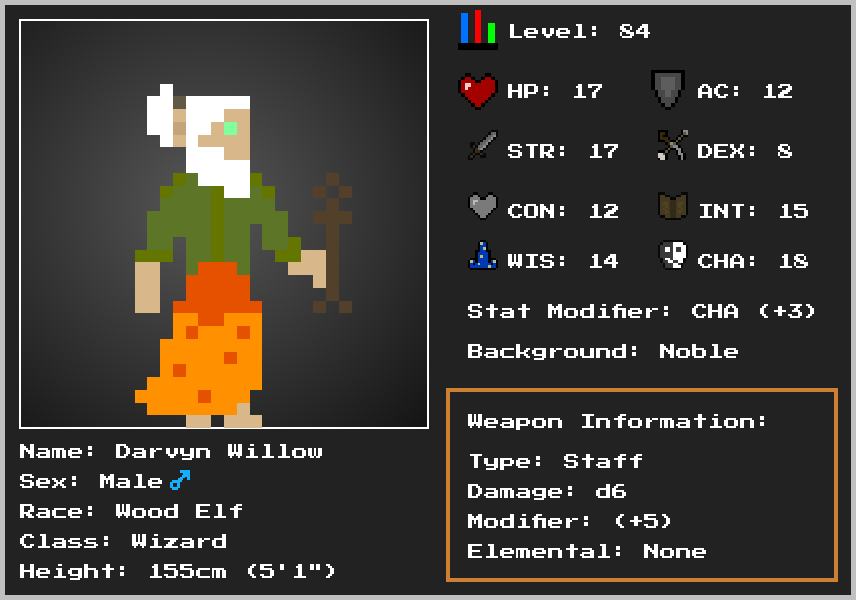 Level: 84
HP: 17 AC: 12
STR: 17 DEX: 8
CON: 12 INT: 15
WIS: 14 CHA: 18
Stat Modifier: CHA (+3)
Background: Noble
Weapon Information:
Type: Staff
Damage: d6
Modifier: (+5)
Elemental: None
Name: Darvyn Willow
Sex: Male♂
Race: Wood Elf
Class: Wizard
Height: 155cm (5'1")